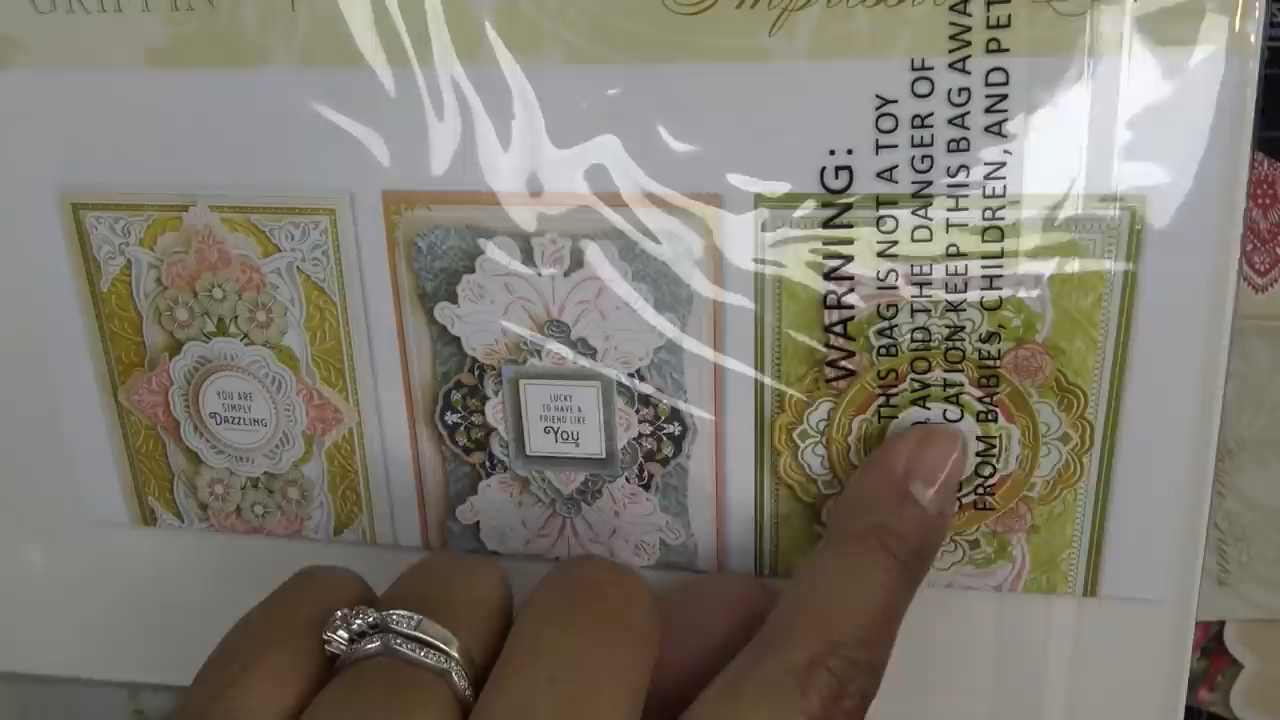 GRIFFIN
YOU ARE
SIMPLY
DAZZLING
LUCKY
TO HAVE A
FRIEND LIKE
YOU
WARNING:
THIS BAG IS NOT A TOY
AVOID THE DANGER OF
CATION KEEP THIS BAG AWA
FROM BABIES, CHILDREN, AND PET